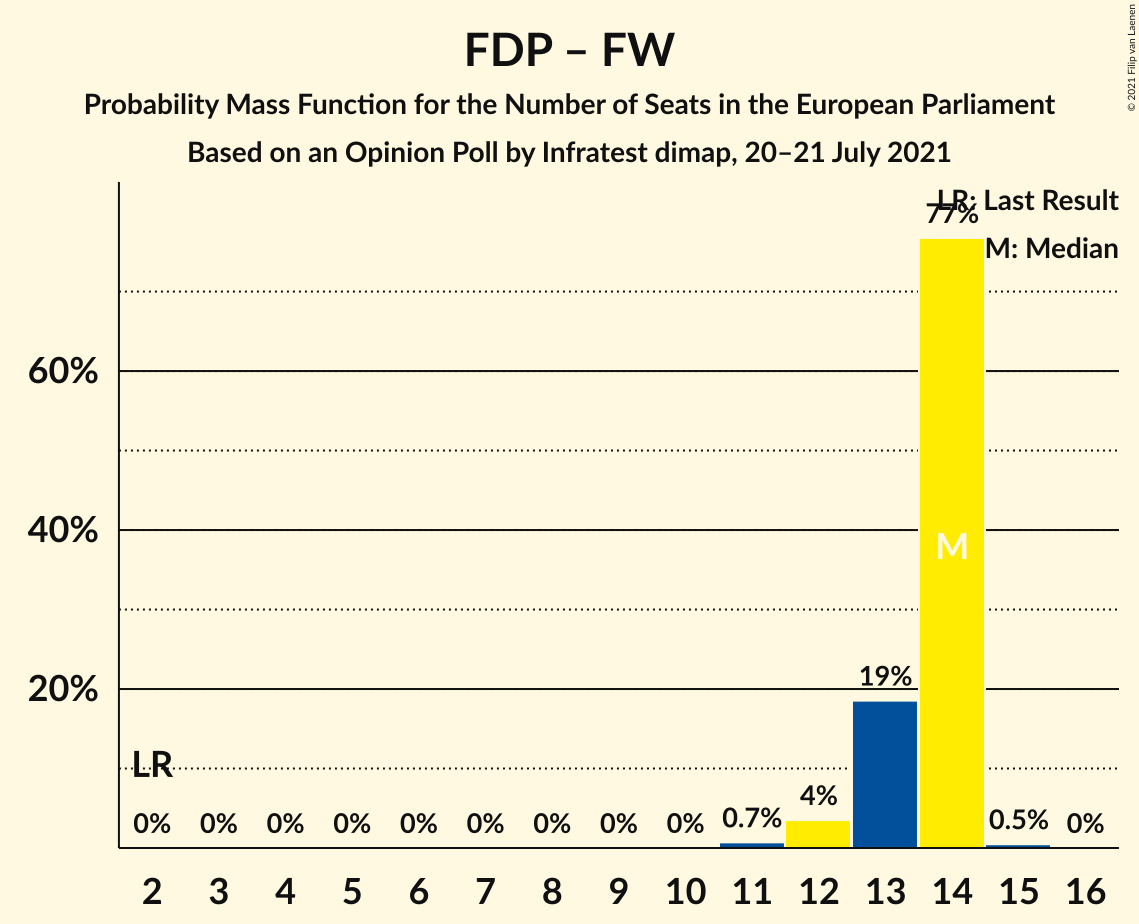 FDP – FW
Probability Mass Function for the Number of Seats in the European Parliament
Based on an Opinion Poll by Infratest dimap, 20–21 July 2021
© 2021 Filip van Laenen
LR: Last Result
M: Median
77%
60%
40%
20%
M
19%
LR
0% 0% 0% 0% 0% 0% 0% 0% 0% 0.7% 4% 0.5% 0%
2 3 4 5 6 7 8 9 10 11 12 13 14 15 16